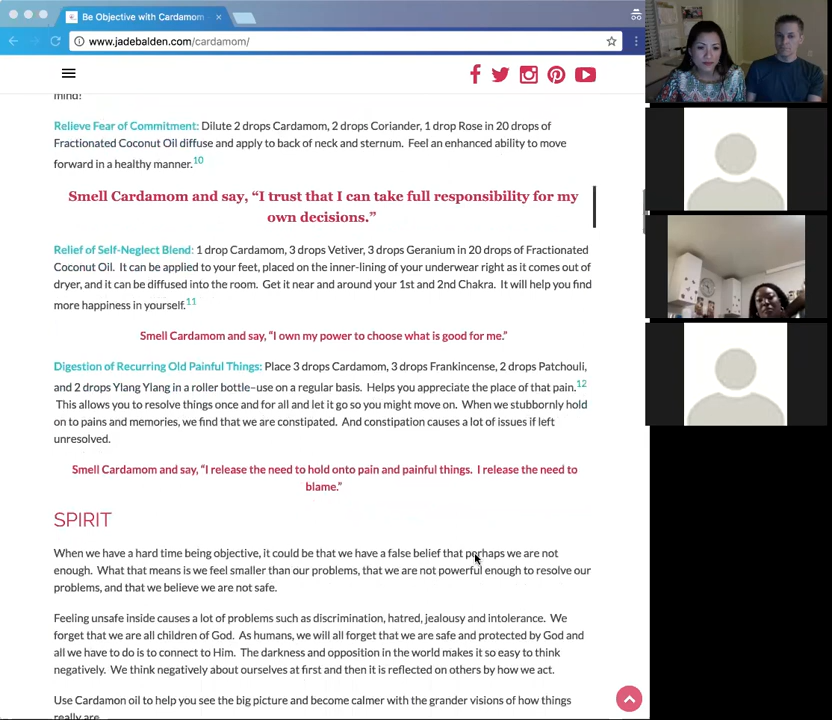 Be Objective with Cardamom
www.jadebalden.com/cardamom/
mind!
Relieve Fear of Commitment: Dilute 2 drops Cardamom, 2 drops Coriander, 1 drop Rose in 20 drops of
Fractionated Coconut Oil diffuse and apply to back of neck and sternum. Feel an enhanced ability to move
forward in a healthy manner.10
Smell Cardamom and say, “I trust that I can take full responsibility for my
own decisions.”
Relief of Self-Neglect Blend: 1 drop Cardamom, 3 drops Vetiver, 3 drops Geranium in 20 drops of Fractionated
Coconut Oil. It can be applied to your feet, placed on the inner-lining of your underwear right as it comes out of
dryer, and it can be diffused into the room. Get it near and around your 1st and 2nd Chakra. It will help you find
more happiness in yourself.11
Smell Cardamom and say, “I own my power to choose what is good for me.”
Digestion of Recurring Old Painful Things: Place 3 drops Cardamom, 3 drops Frankincense, 2 drops Patchouli,
and 2 drops Ylang Ylang in a roller bottle–use on a regular basis. Helps you appreciate the place of that pain.12
This allows you to resolve things once and for all and let it go so you might move on. When we stubbornly hold
on to pains and memories, we find that we are constipated. And constipation causes a lot of issues if left
unresolved.
Smell Cardamom and say, “I release the need to hold onto pain and painful things. I release the need to
blame.”
SPIRIT
When we have a hard time being objective, it could be that we have a false belief that perhaps we are not
enough. What that means is we feel smaller than our problems, that we are not powerful enough to resolve our
problems, and that we believe we are not safe.
Feeling unsafe inside causes a lot of problems such as discrimination, hatred, jealousy and intolerance. We
forget that we are all children of God. As humans, we will all forget that we are safe and protected by God and
all we have to do is to connect to Him. The darkness and opposition in the world makes it so easy to think
negatively. We think negatively about ourselves at first and then it is reflected on others by how we act.
Use Cardamon oil to help you see the big picture and become calmer with the grander visions of how things
really are.